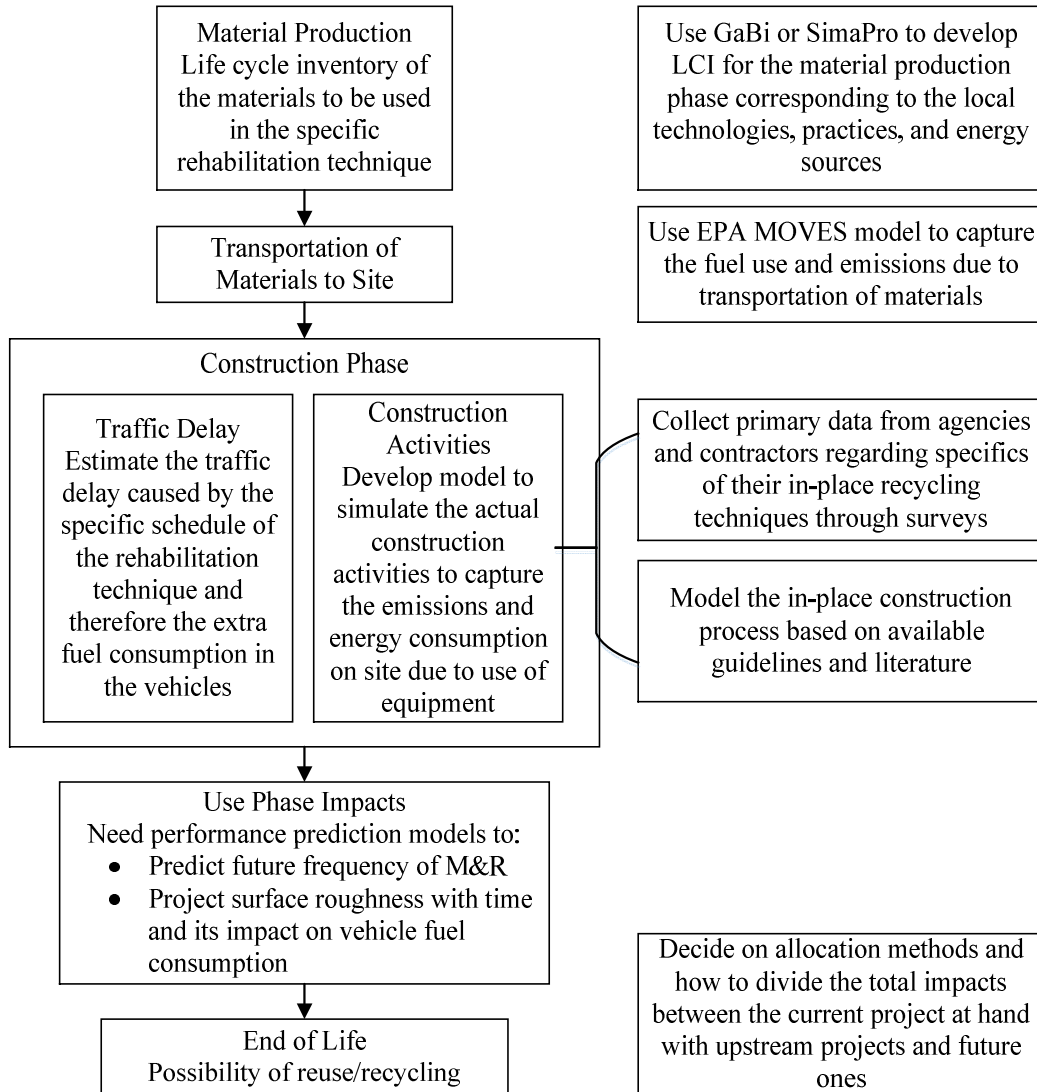 Material Production
Life cycle inventory of
the materials to be used
in the specific
rehabilitation technique
Use GaBi or SimaPro to develop
LCI for the material production
phase corresponding to the local
technologies, practices, and energy
sources
Transportation of
Materials to Site
Use EPA MOVES model to capture
the fuel use and emissions due to
transportation of materials
Construction Phase
Traffic Delay
Estimate the traffic
delay caused by the
specific schedule of
the rehabilitation
technique and
therefore the extra
fuel consumption in
the vehicles
Construction
Activities
Develop model to
simulate the actual
construction
activities to capture
the emissions and
energy consumption
on site due to use of
equipment
Collect primary data from agencies
and contractors regarding specifics
of their in-place recycling
techniques through surveys
Model the in-place construction
process based on available
guidelines and literature
Use Phase Impacts
Need performance prediction models to:
● Predict future frequency of M&R
● Project surface roughness with time
and its impact on vehicle fuel
consumption
End of Life
Possibility of reuse/recycling
Decide on allocation methods and
how to divide the total impacts
between the current project at hand
with upstream projects and future
ones